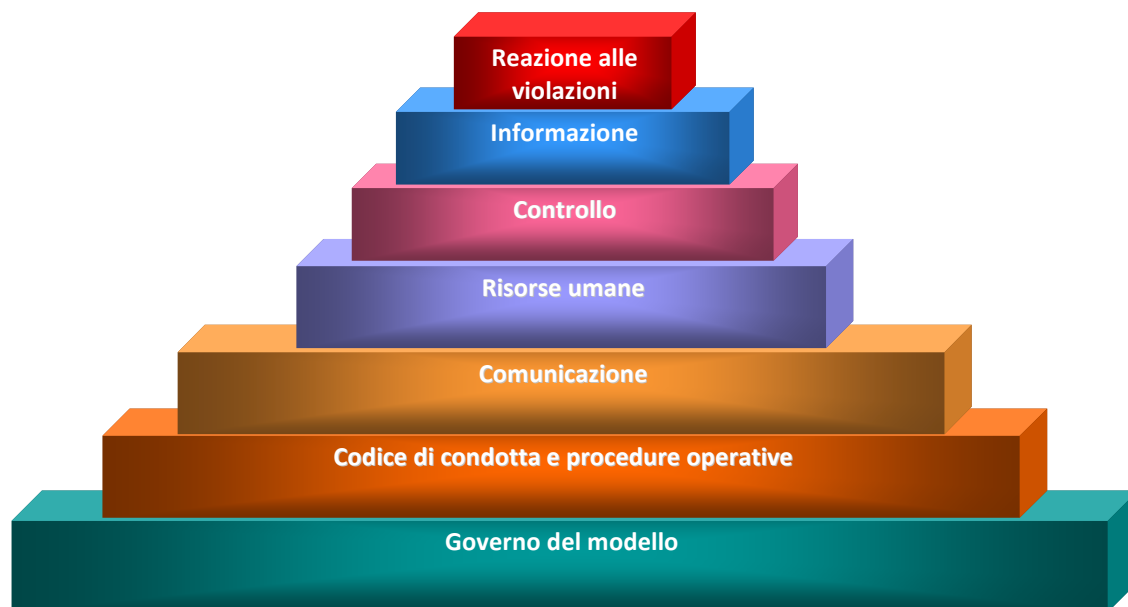 Reazione alle
violazioni
Informazione
Controllo
Risorse umane
Comunicazione
Codice di condotta e procedure operative
Governo del modello